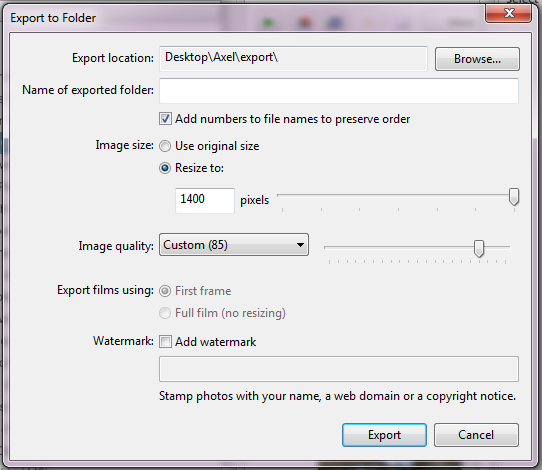 Export to Folder
Export location: Desktop\Axel\export\ Browse...
Name of exported folder:
Add numbers to file names to preserve order
Image size: Use original size
Resize to:
1400 pixels
Image quality: Custom (85)
Export films using: First frame
Full film (no resizing)
Watermark: Add watermark
Stamp photos with your name, a web domain or a copyright notice.
Export Cancel